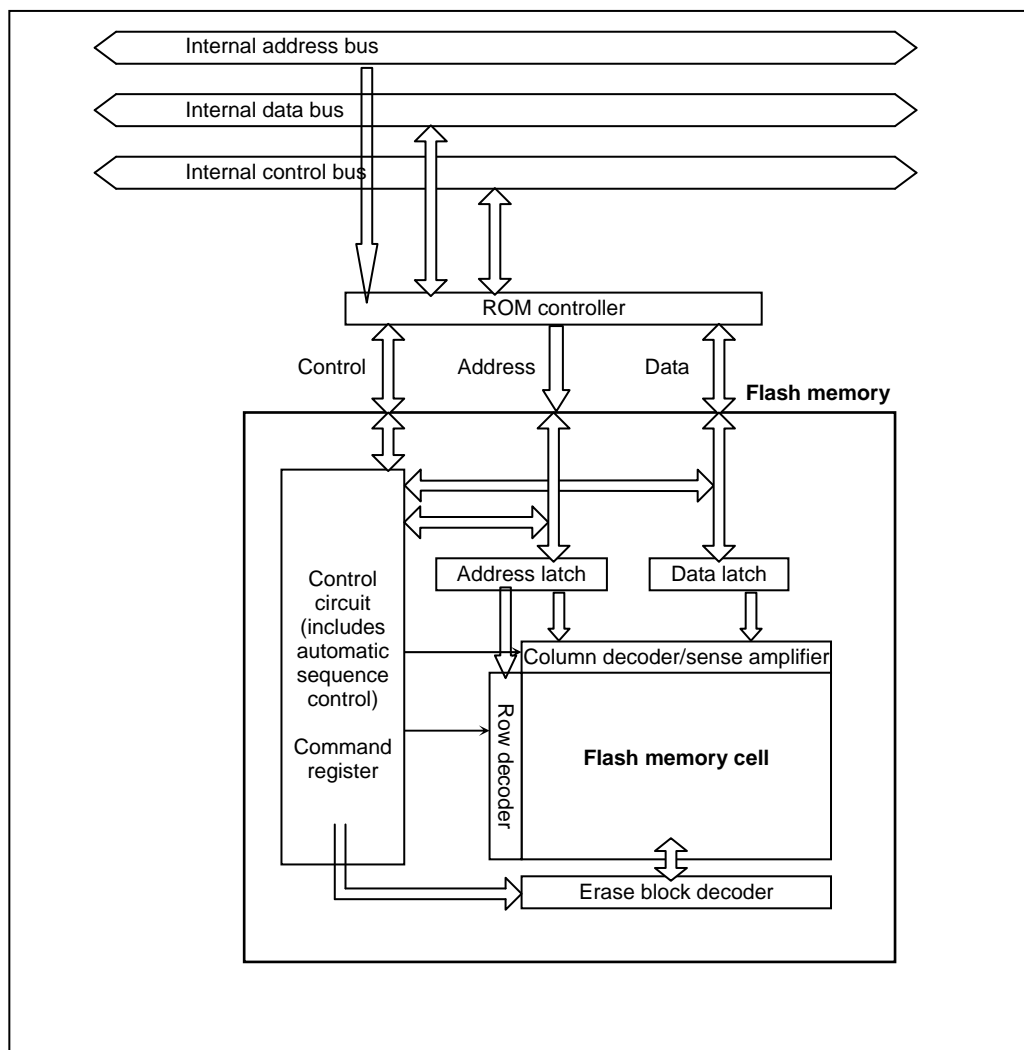 Internal address bus
Internal data bus
Internal control bus
ROM controller
Control
Address
Data
Flash memory
Control
circuit
(includes
automatic
sequence
control)
Command
register
Address latch
Data latch
Column decoder/sense amplifier
Row decoder
Flash memory cell
Erase block decoder